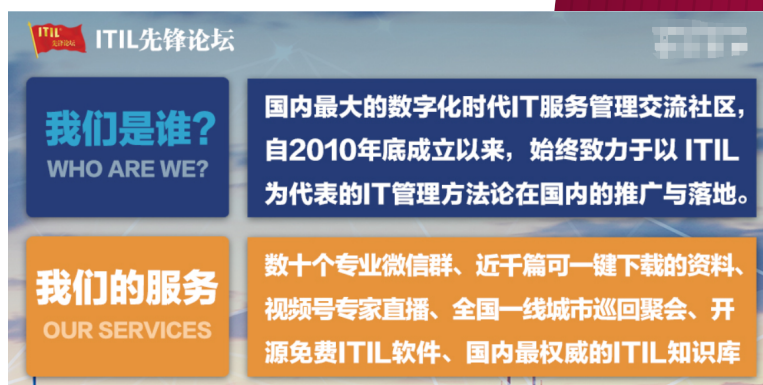 ITIL
先锋论坛
ITIL先锋论坛
我们是谁?
WHO ARE WE?
国内最大的数字化时代IT服务管理交流社区，
自2010年底成立以来，始终致力于以 ITIL
为代表的IT管理方法论在国内的推广与落地。
我们的服务
OUR SERVICES
数十个专业微信群、近千篇可一键下载的资料、
视频号专家直播、全国一线城市巡回聚会、开
源免费ITIL软件、国内最权威的ITIL知识库